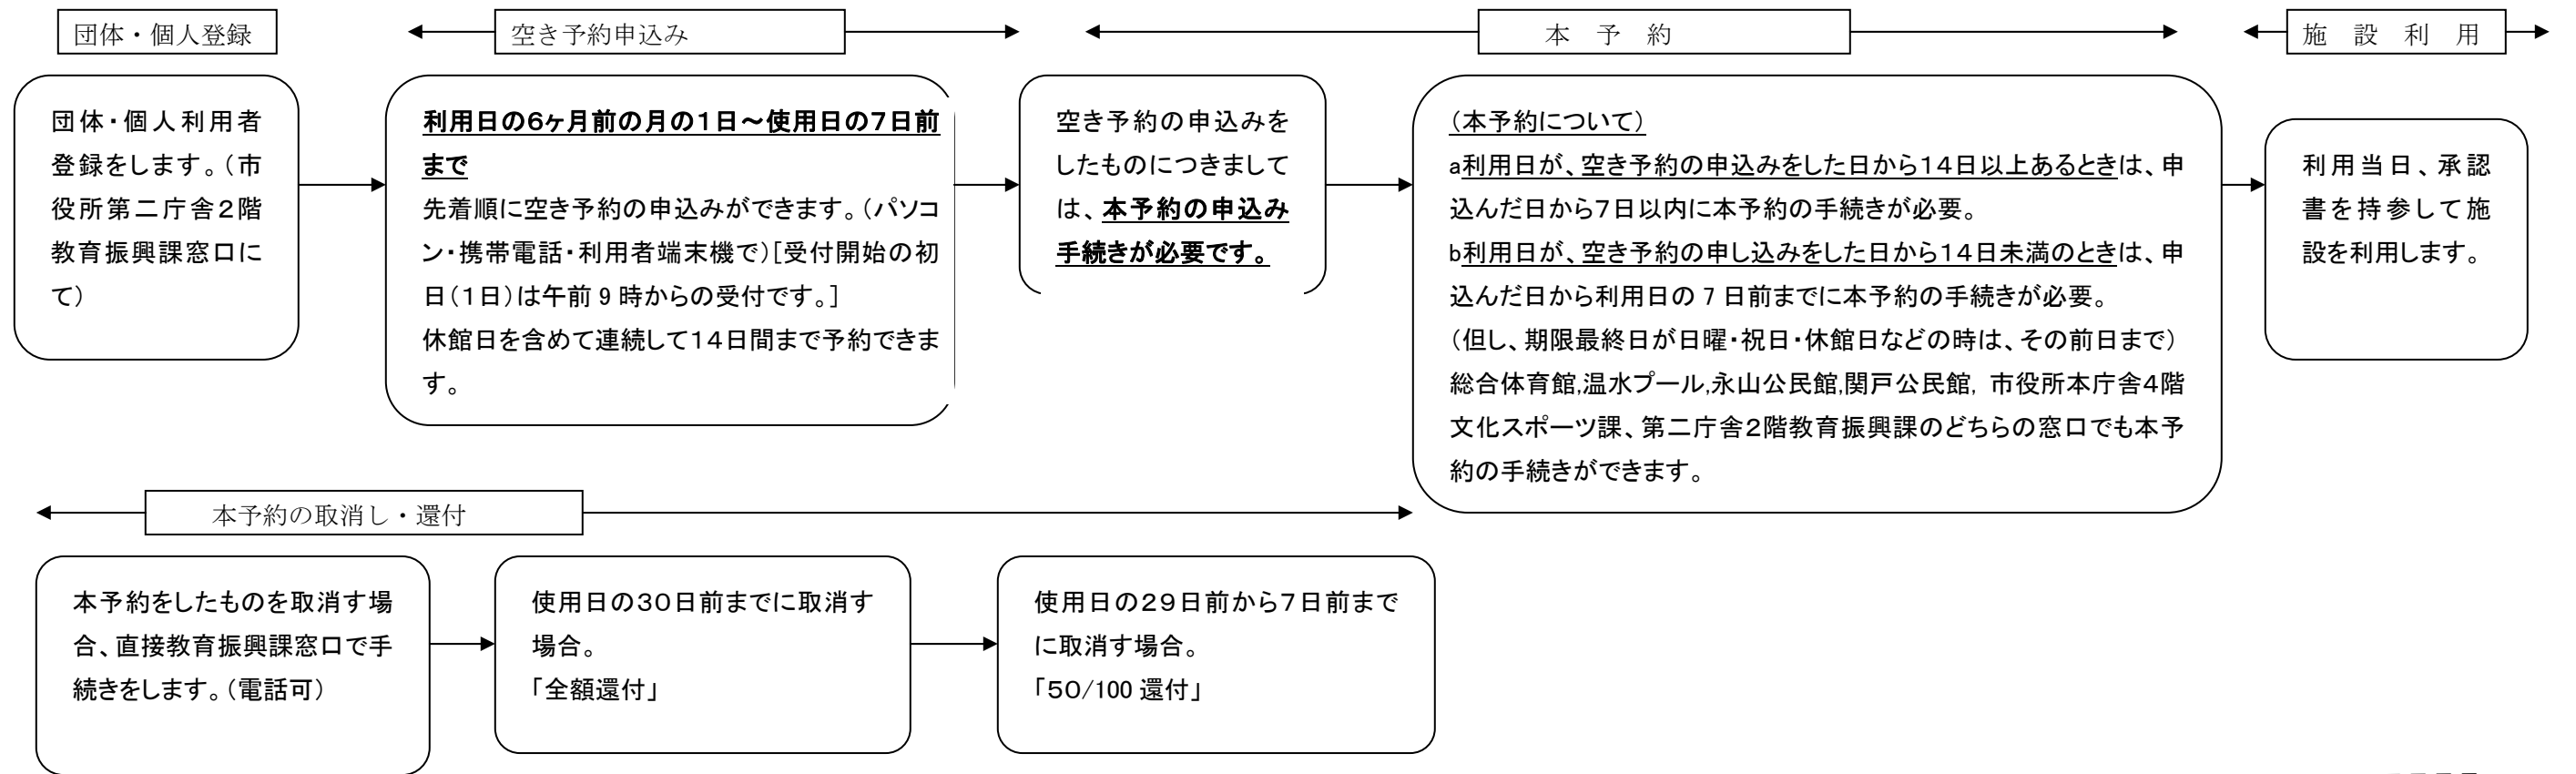 団体・個人登録
空き予約申込み
本　予　約
施　設　利　用
団体・個人利用者
登録をします。（市
役所第二庁舎２階
教育振興課窓口に
て）
利用日の６ヶ月前の月の１日～使用日の７日前
まで
先着順に空き予約の申込みができます。（パソコ
ン・携帯電話・利用者端末機で）［受付開始の初
日（１日）は午前 9 時からの受付です。］
休館日を含めて連続して１４日間まで予約できま
す。
空き予約の申込みを
したものにつきまして
は、本予約の申込み
手続きが必要です。
（本予約について）
a利用日が、空き予約の申込みをした日から１４日以上あるときは、申
込んだ日から７日以内に本予約の手続きが必要。
b利用日が、空き予約の申し込みをした日から１４日未満のときは、申
込んだ日から利用日の 7 日前までに本予約の手続きが必要。
（但し、期限最終日が日曜・祝日・休館日などの時は、その前日まで）
総合体育館,温水プール,永山公民館,関戸公民館, 市役所本庁舎４階
文化スポーツ課、第二庁舎２階教育振興課のどちらの窓口でも本予
約の手続きができます。
利用当日、承認
書を持参して施
設を利用します。
本予約の取消し・還付
本予約をしたものを取消す場
合、直接教育振興課窓口で手
続きをします。（電話可）
使用日の３０日前までに取消す
場合。
「全額還付」
使用日の２９日前から７日前まで
に取消す場合。
「５０/100 還付」